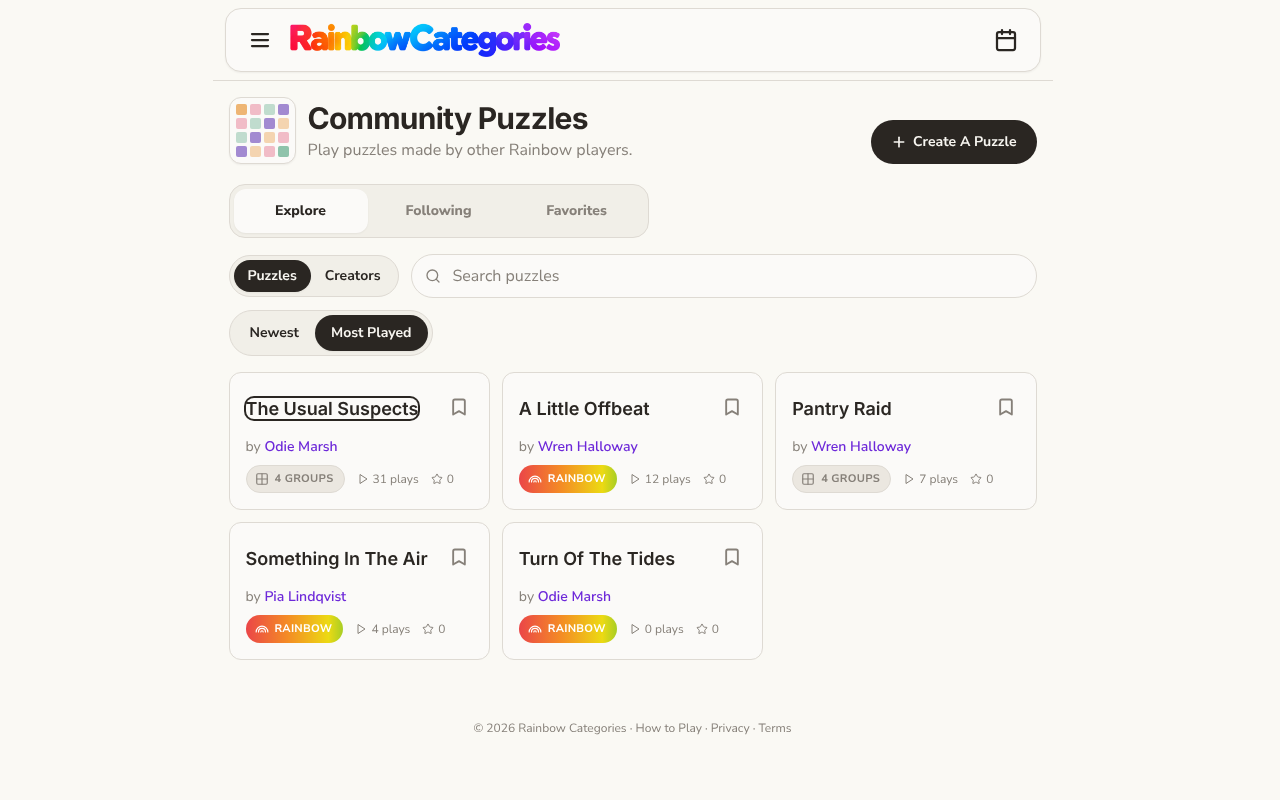 RainbowCategories
Community Puzzles
Play puzzles made by other Rainbow players.
Create A Puzzle
Explore
Following
Favorites
Puzzles
Creators
Search puzzles
Newest
Most Played
The Usual Suspects
by Odie Marsh
4 GROUPS
31 plays
0
A Little Offbeat
by Wren Halloway
RAINBOW
12 plays
0
Pantry Raid
by Wren Halloway
4 GROUPS
7 plays
0
Something In The Air
by Pia Lindqvist
RAINBOW
4 plays
0
Turn Of The Tides
by Odie Marsh
RAINBOW
0 plays
0
© 2026 Rainbow Categories · How to Play · Privacy · Terms